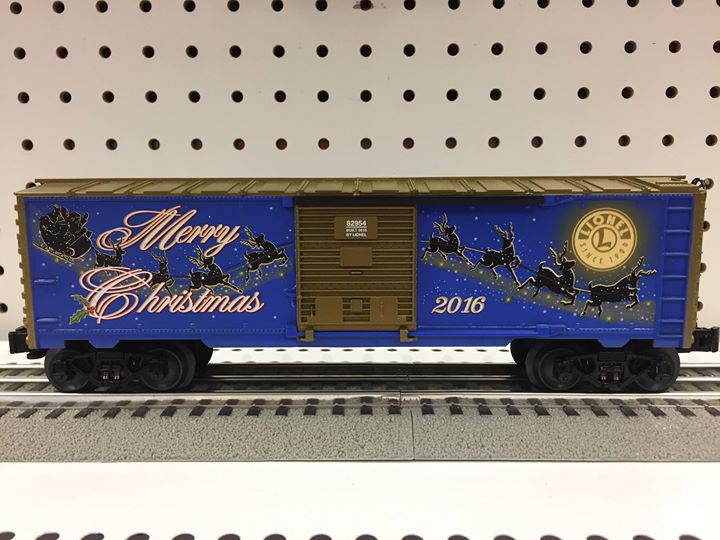 Merry
Christmas
82954
BUILT 2016
BY LIONEL
2016
LIONEL
L
SINCE 1900